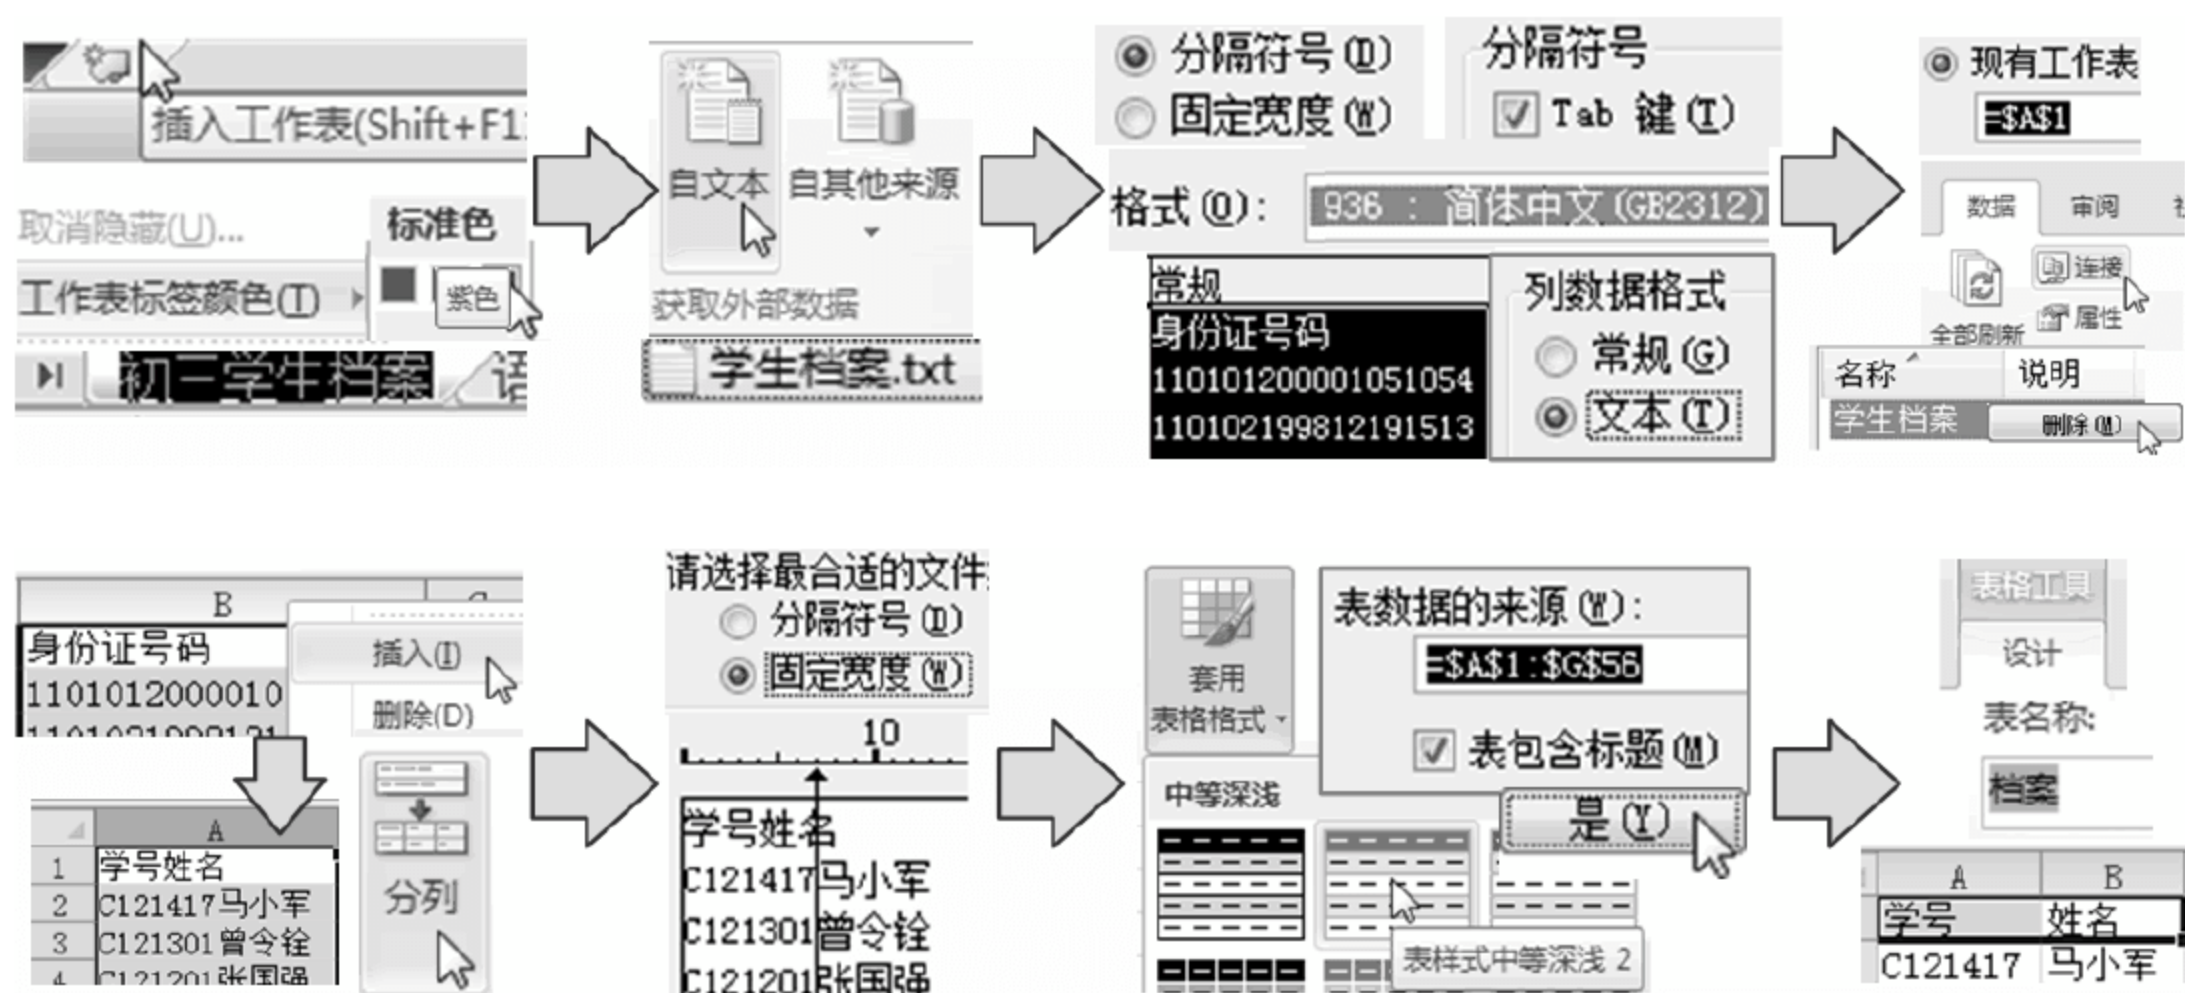 插入工作表(Shift+F1
取消隐藏(U)...
标准色
工作表标签颜色(T)
紫色
初三学生档案
语
自文本
自其他来源
获取外部数据
学生档案.txt
分隔符号(D)
固定宽度(W)
分隔符号
Tab 键(T)
格式(O):
936 : 简体中文(GB2312)
常规
身份证号码
110101200001051054
110102199812191513
列数据格式
常规(G)
文本(T)
现有工作表
=$A$1
数据
审阅
连接
全部刷新
属性
名称
说明
学生档案
删除(M)
B
身份证号码
1101012000010
插入(I)
删除(D)
A
1 学号姓名
2 C121417马小军
3 C121301曾令铨
4 C121201张国强
分列
请选择最合适的文件
分隔符号(D)
固定宽度(W)
10
学号姓名
C121417马小军
C121301曾令铨
C121201张国强
套用
表格格式
表数据的来源(W):
=$A$1:$G$56
表包含标题(M)
是(Y)
中等深浅
表样式中等深浅 2
表格工具
设计
表名称:
档案
A B
学号 姓名
C121417 马小军